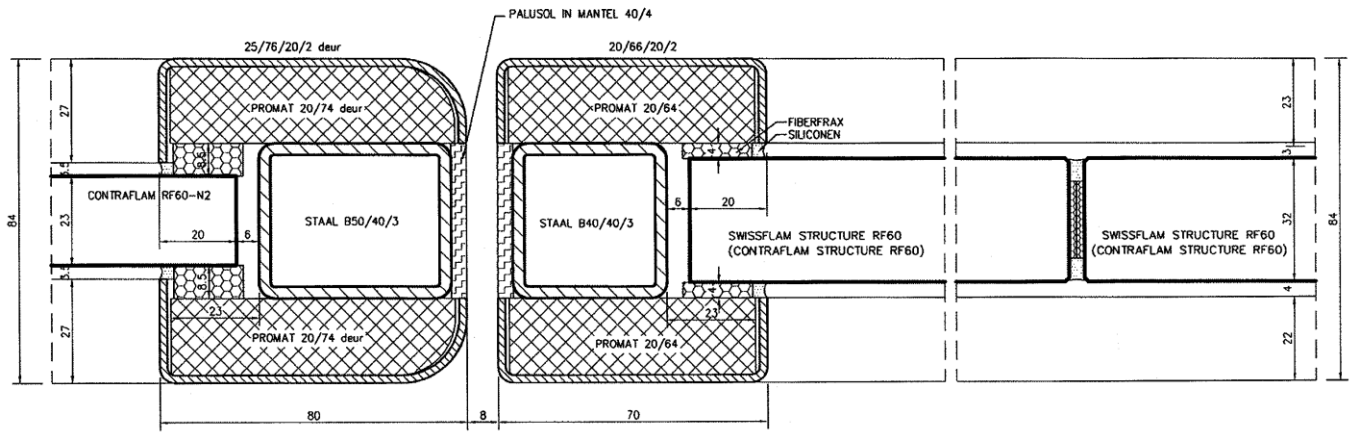 PALUSOL IN MANTEL 40/4
25/76/20/2 deur
20/66/20/2
27
PROMAT 20/74 deur
PROMAT 20/64
FIBERFRAX
SILICONEN
23
3.5
8.5
4
3
CONTRAFLAM RF60-N2
84
23
20
6
STAAL B50/40/3
STAAL B40/40/3
6
20
SWISSFLAM STRUCTURE RF60
(CONTRAFLAM STRUCTURE RF60)
SWISSFLAM STRUCTURE RF60
(CONTRAFLAM STRUCTURE RF60)
32
84
3.5
8.5
4
4
23
23
27
PROMAT 20/74 deur
PROMAT 20/64
22
80
8
70